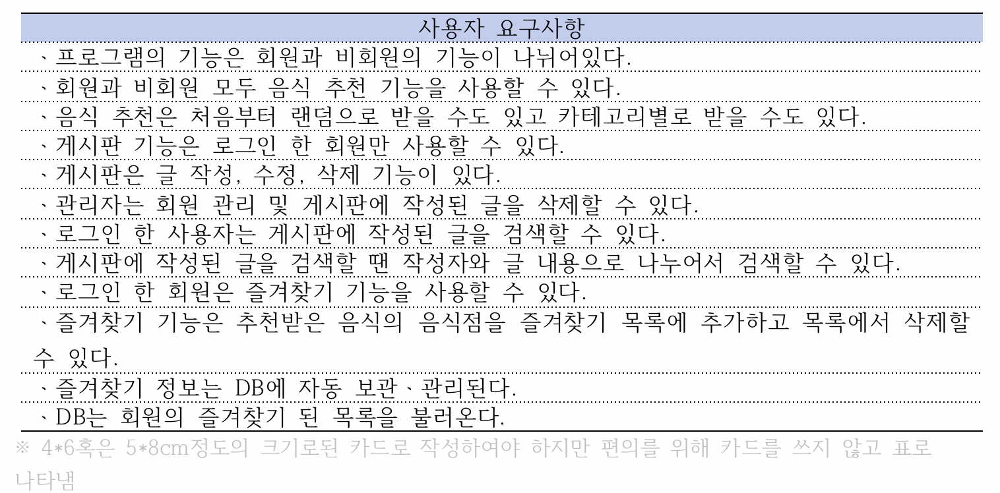 사용자 요구사항
、프로그램의 기능은 회원과 비회원의 기능이 나뉘어있다.
、회원과 비회원 모두 음식 추천 기능을 사용할 수 있다.
、음식 추천은 처음부터 랜덤으로 받을 수도 있고 카테고리별로 받을 수도 있다.
、게시판 기능은 로그인 한 회원만 사용할 수 있다.
、게시판은 글 작성, 수정, 삭제 기능이 있다.
、관리자는 회원 관리 및 게시판에 작성된 글을 삭제할 수 있다.
、로그인 한 사용자는 게시판에 작성된 글을 검색할 수 있다.
、게시판에 작성된 글을 검색할 땐 작성자와 글 내용으로 나누어서 검색할 수 있다.
、로그인 한 회원은 즐겨찾기 기능을 사용할 수 있다.
、즐겨찾기 기능은 추천받은 음식의 음식점을 즐겨찾기 목록에 추가하고 목록에서 삭제할
수 있다.
、즐겨찾기 정보는 DB에 자동 보관、관리된다.
、DB는 회원의 즐겨찾기 된 목록을 불러온다.
※ 4*6혹은 5*8cm정도의 크기로된 카드로 작성하여야 하지만 편의를 위해 카드를 쓰지 않고 표로
나타냄